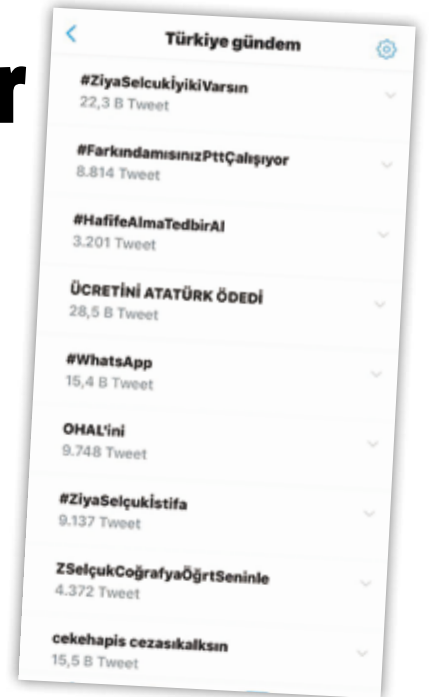 r
Türkiye gündem
#ZiyaSelcukİyikiVarsın
22,3 B Tweet
#FarkındamısınızPttÇalışıyor
8.814 Tweet
#HafifeAlmaTedbirAl
3.201 Tweet
ÜCRETİNİ ATATÜRK ÖDEDİ
28,5 B Tweet
#WhatsApp
15,4 B Tweet
OHAL'ini
9.748 Tweet
#ZiyaSelçukİstifa
9.137 Tweet
ZSelçukCoğrafyaÖğrtSeninle
4.372 Tweet
cekehapis cezasıkalksın
15,5 B Tweet